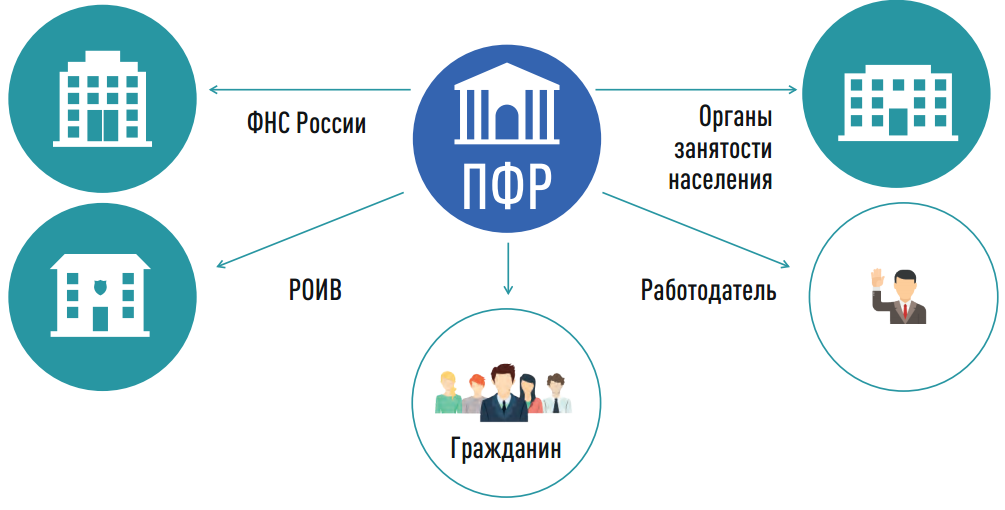 ФНС России
ПФР
Органы
занятости
населения
РОИВ
Работодатель
Гражданин